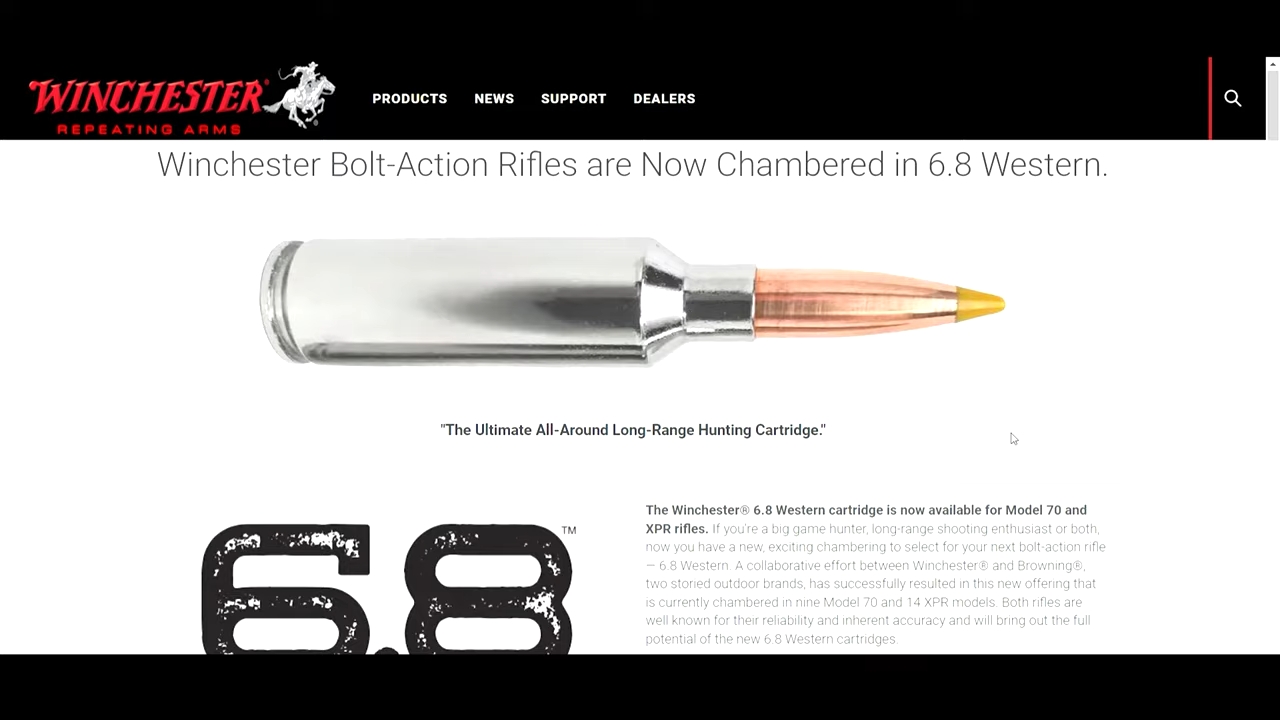 WINCHESTER®
REPEATING ARMS
PRODUCTS NEWS SUPPORT DEALERS
Winchester Bolt-Action Rifles are Now Chambered in 6.8 Western.
"The Ultimate All-Around Long-Range Hunting Cartridge."
6.8™
The Winchester® 6.8 Western cartridge is now available for Model 70 and
XPR rifles. If you're a big game hunter, long-range shooting enthusiast or both,
now you have a new, exciting chambering to select for your next bolt-action rifle
— 6.8 Western. A collaborative effort between Winchester® and Browning®,
two storied outdoor brands, has successfully resulted in this new offering that
is currently chambered in nine Model 70 and 14 XPR models. Both rifles are
well known for their reliability and inherent accuracy and will bring out the full
potential of the new 6.8 Western cartridges.